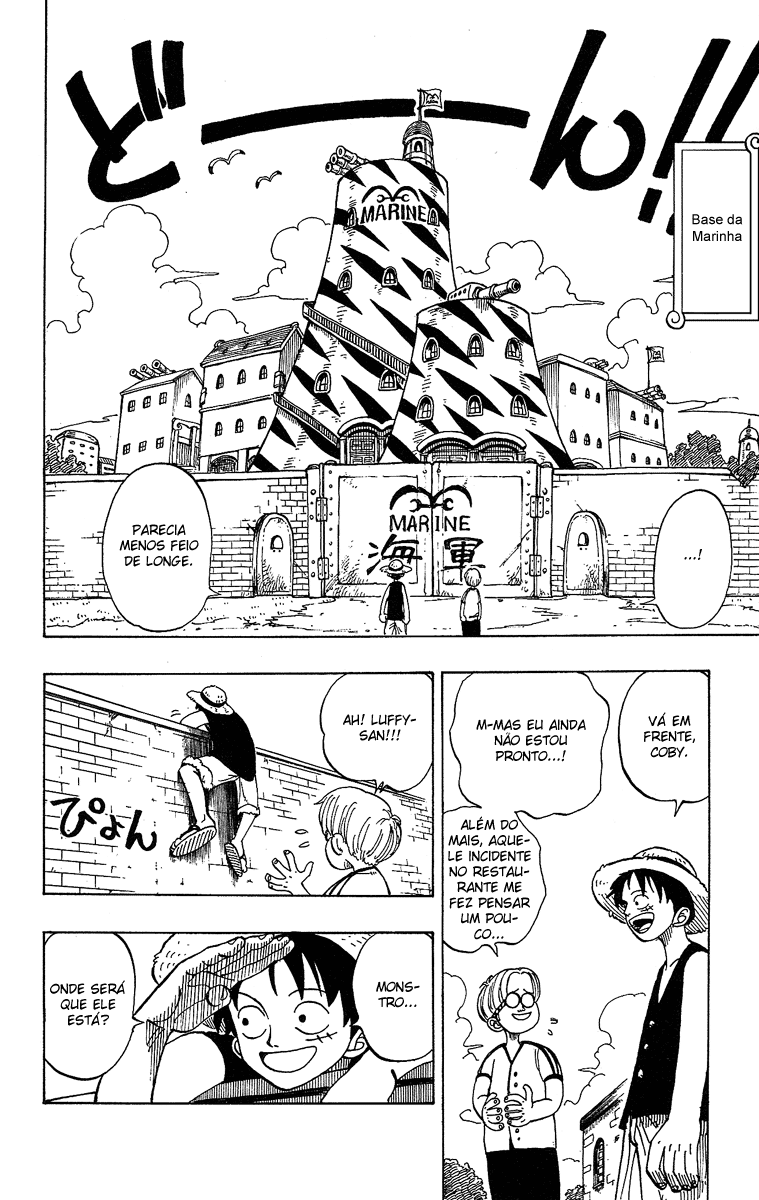 どーん!!
Base da
Marinha
MARINE
MARINE
海軍
...!
PARECIA
MENOS FEIO
DE LONGE.
VÁ EM
FRENTE,
COBY.
M-MAS EU AINDA
NÃO ESTOU
PRONTO...!
ALÉM DO
MAIS, AQUE-
LE INCIDENTE
NO RESTAU-
RANTE ME
FEZ PENSAR
UM POU-
CO...
AH! LUFFY-
SAN!!!
ぴょん
MONS-
TRO...
ONDE SERÁ
QUE ELE
ESTÁ?